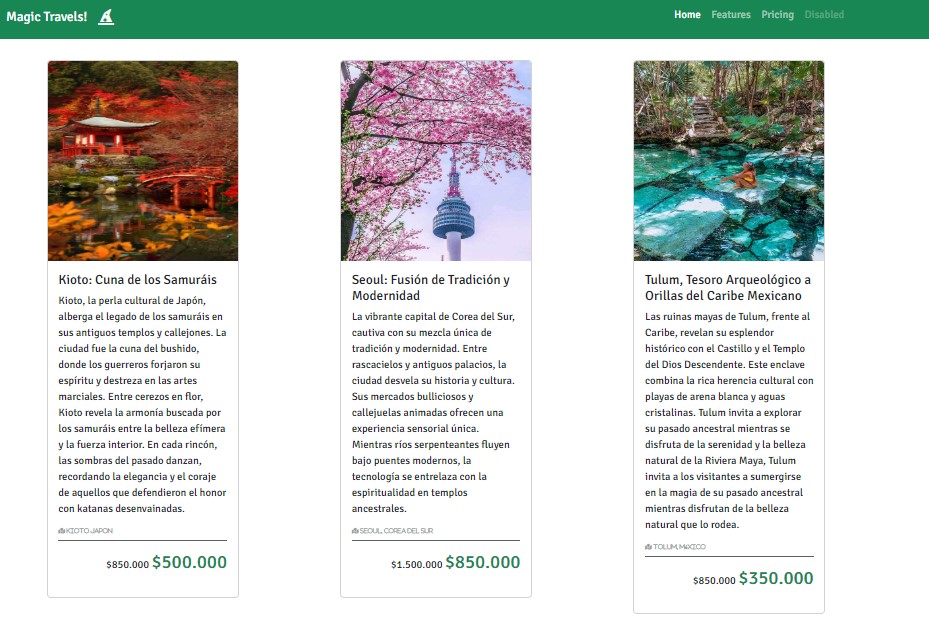 Magic Travels!
Home Features Pricing Disabled
Kioto: Cuna de los Samuráis
Kioto, la perla cultural de Japón,
alberga el legado de los samuráis en
sus antiguos templos y callejones. La
ciudad fue la cuna del bushido,
donde los guerreros forjaron su
espíritu y destreza en las artes
marciales. Entre cerezos en flor,
Kioto revela la armonía buscada por
los samuráis entre la belleza efímera
y la fuerza interior. En cada rincón,
las sombras del pasado danzan,
recordando la elegancia y el coraje
de aquellos que defendieron el honor
con katanas desenvainadas.
KIOTO JAPON
$850.000 $500.000
Seoul: Fusión de Tradición y
Modernidad
La vibrante capital de Corea del Sur,
cautiva con su mezcla única de
tradición y modernidad. Entre
rascacielos y antiguos palacios, la
ciudad desvela su historia y cultura.
Sus mercados bulliciosos y
callejuelas animadas ofrecen una
experiencia sensorial única.
Mientras ríos serpenteantes fluyen
bajo puentes modernos, la
tecnología se entrelaza con la
espiritualidad en templos
ancestrales.
SEOUL, COREA DEL SUR
$1.500.000 $850.000
Tulum, Tesoro Arqueológico a
Orillas del Caribe Mexicano
Las ruinas mayas de Tulum, frente al
Caribe, revelan su esplendor
histórico con el Castillo y el Templo
del Dios Descendente. Este enclave
combina la rica herencia cultural con
playas de arena blanca y aguas
cristalinas. Tulum invita a explorar
su pasado ancestral mientras se
disfruta de la serenidad y la belleza
natural de la Riviera Maya, Tulum
invita a los visitantes a sumergirse
en la magia de su pasado ancestral
mientras disfrutan de la belleza
natural que lo rodea.
TOLUM, MéXICO
$850.000 $350.000